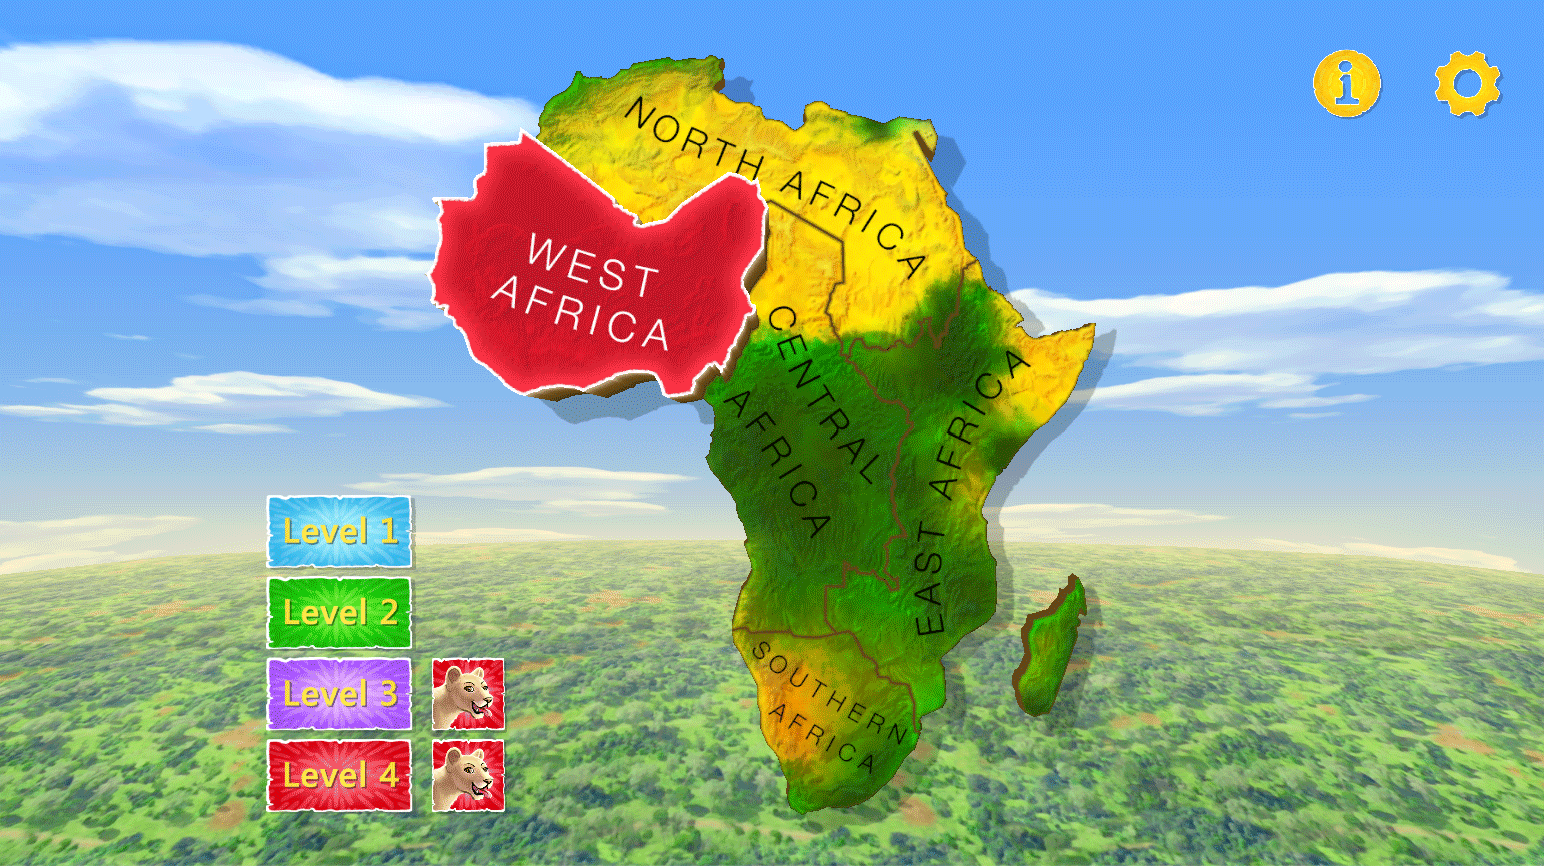 NORTH AFRICA
WEST
AFRICA
CENTRAL
AFRICA
EAST AFRICA
SOUTHERN
AFRICA
Level 1
Level 2
Level 3
Level 4
i